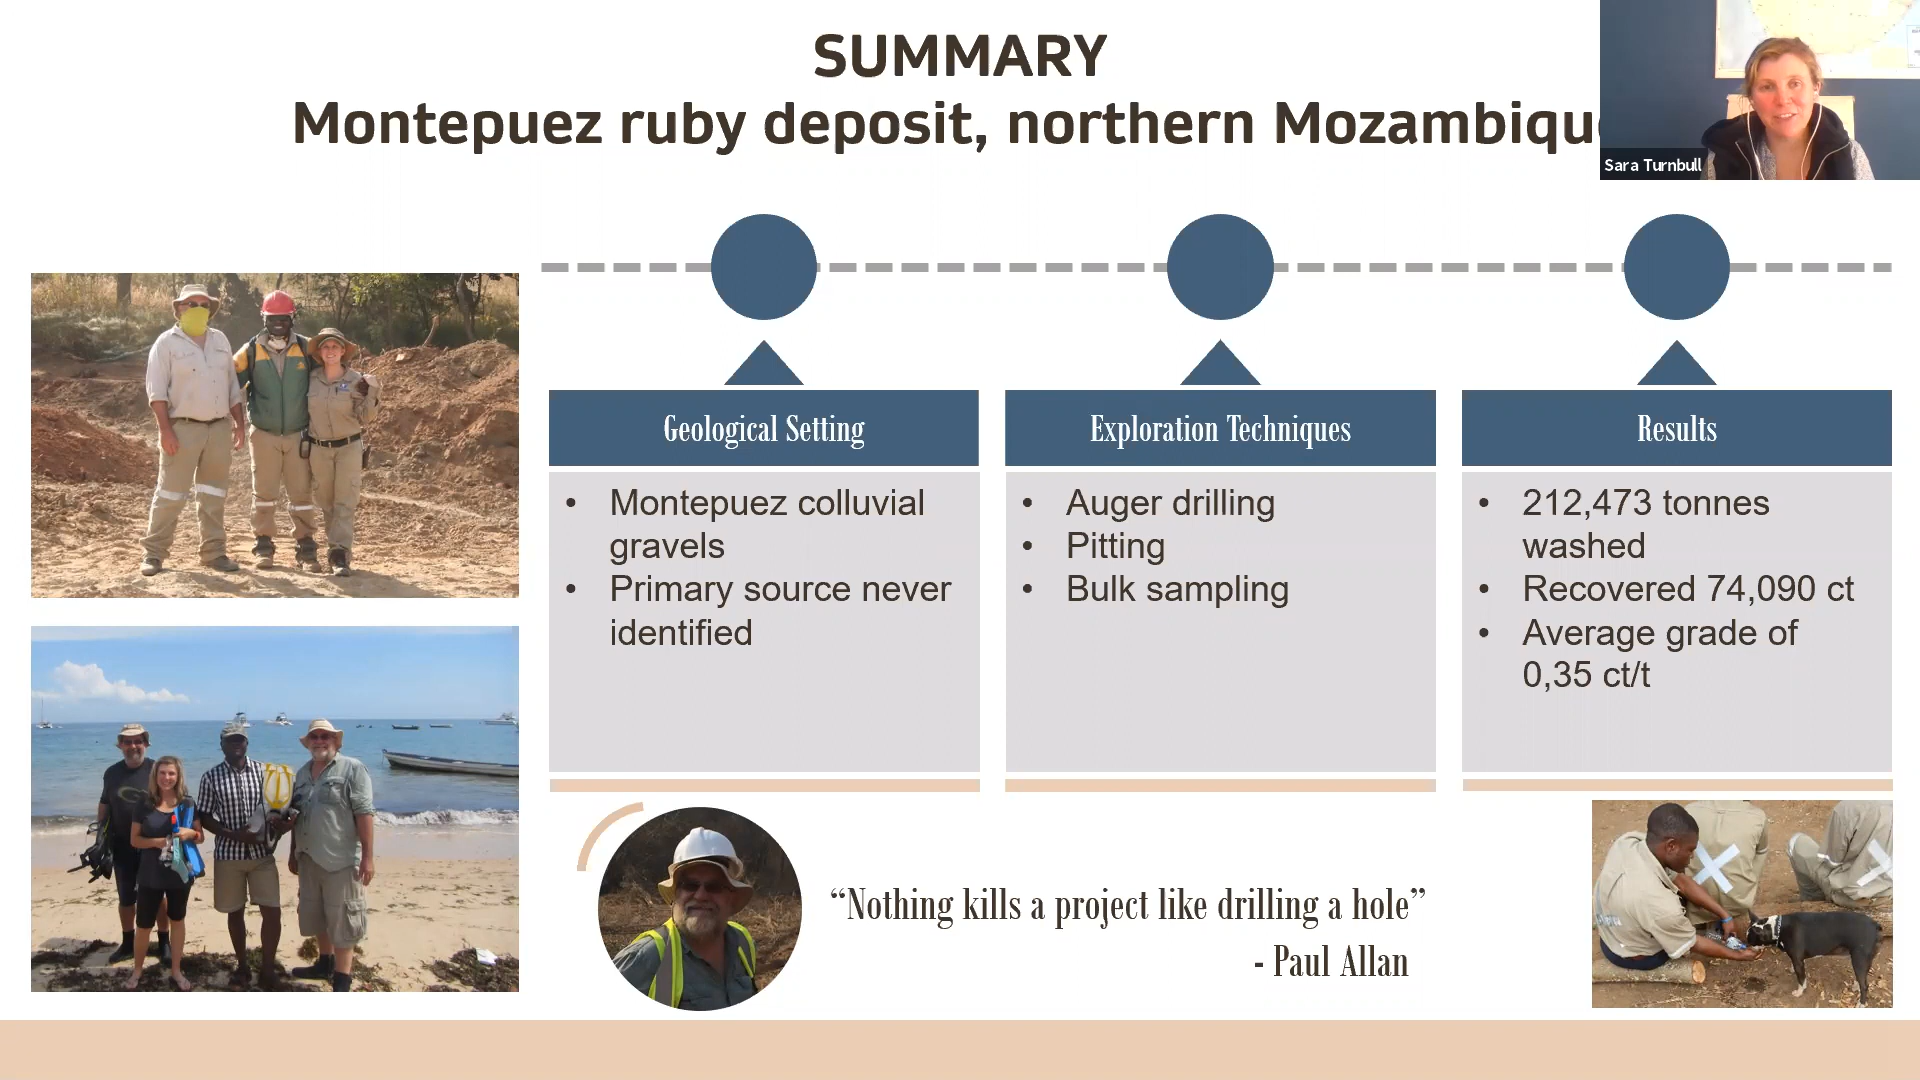 SUMMARY
Montepuez ruby deposit, northern Mozambiqu
Sara Turnbull
Geological Setting
• Montepuez colluvial
gravels
• Primary source never
identified
Exploration Techniques
• Auger drilling
• Pitting
• Bulk sampling
Results
• 212,473 tonnes
washed
• Recovered 74,090 ct
• Average grade of
0,35 ct/t
“Nothing kills a project like drilling a hole”
- Paul Allan